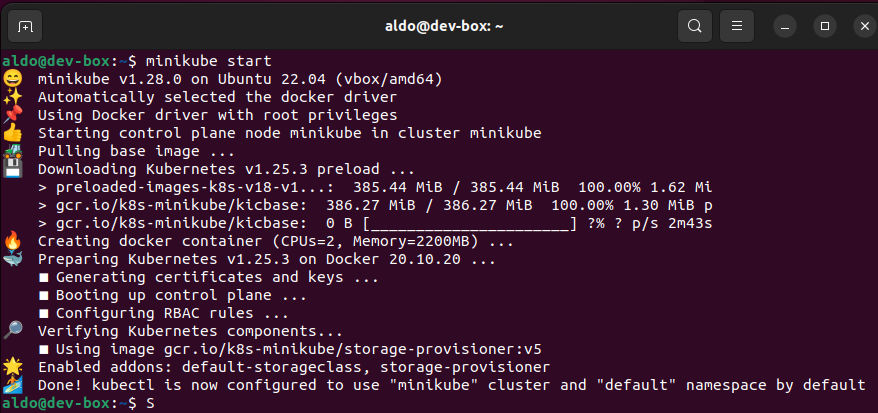 aldo@dev-box: ~
aldo@dev-box:~$ minikube start
😄 minikube v1.28.0 on Ubuntu 22.04 (vbox/amd64)
✨ Automatically selected the docker driver
📌 Using Docker driver with root privileges
👍 Starting control plane node minikube in cluster minikube
🚜 Pulling base image ...
💾 Downloading Kubernetes v1.25.3 preload ...
> preloaded-images-k8s-v18-v1...: 385.44 MiB / 385.44 MiB 100.00% 1.62 Mi
> gcr.io/k8s-minikube/kicbase: 386.27 MiB / 386.27 MiB 100.00% 1.30 MiB p
> gcr.io/k8s-minikube/kicbase: 0 B [______________________] ?% ? p/s 2m43s
🔥 Creating docker container (CPUs=2, Memory=2200MB) ...
🐳 Preparing Kubernetes v1.25.3 on Docker 20.10.20 ...
■ Generating certificates and keys ...
■ Booting up control plane ...
■ Configuring RBAC rules ...
🔎 Verifying Kubernetes components...
■ Using image gcr.io/k8s-minikube/storage-provisioner:v5
🌟 Enabled addons: default-storageclass, storage-provisioner
🏄 Done! kubectl is now configured to use "minikube" cluster and "default" namespace by default
aldo@dev-box:~$ S